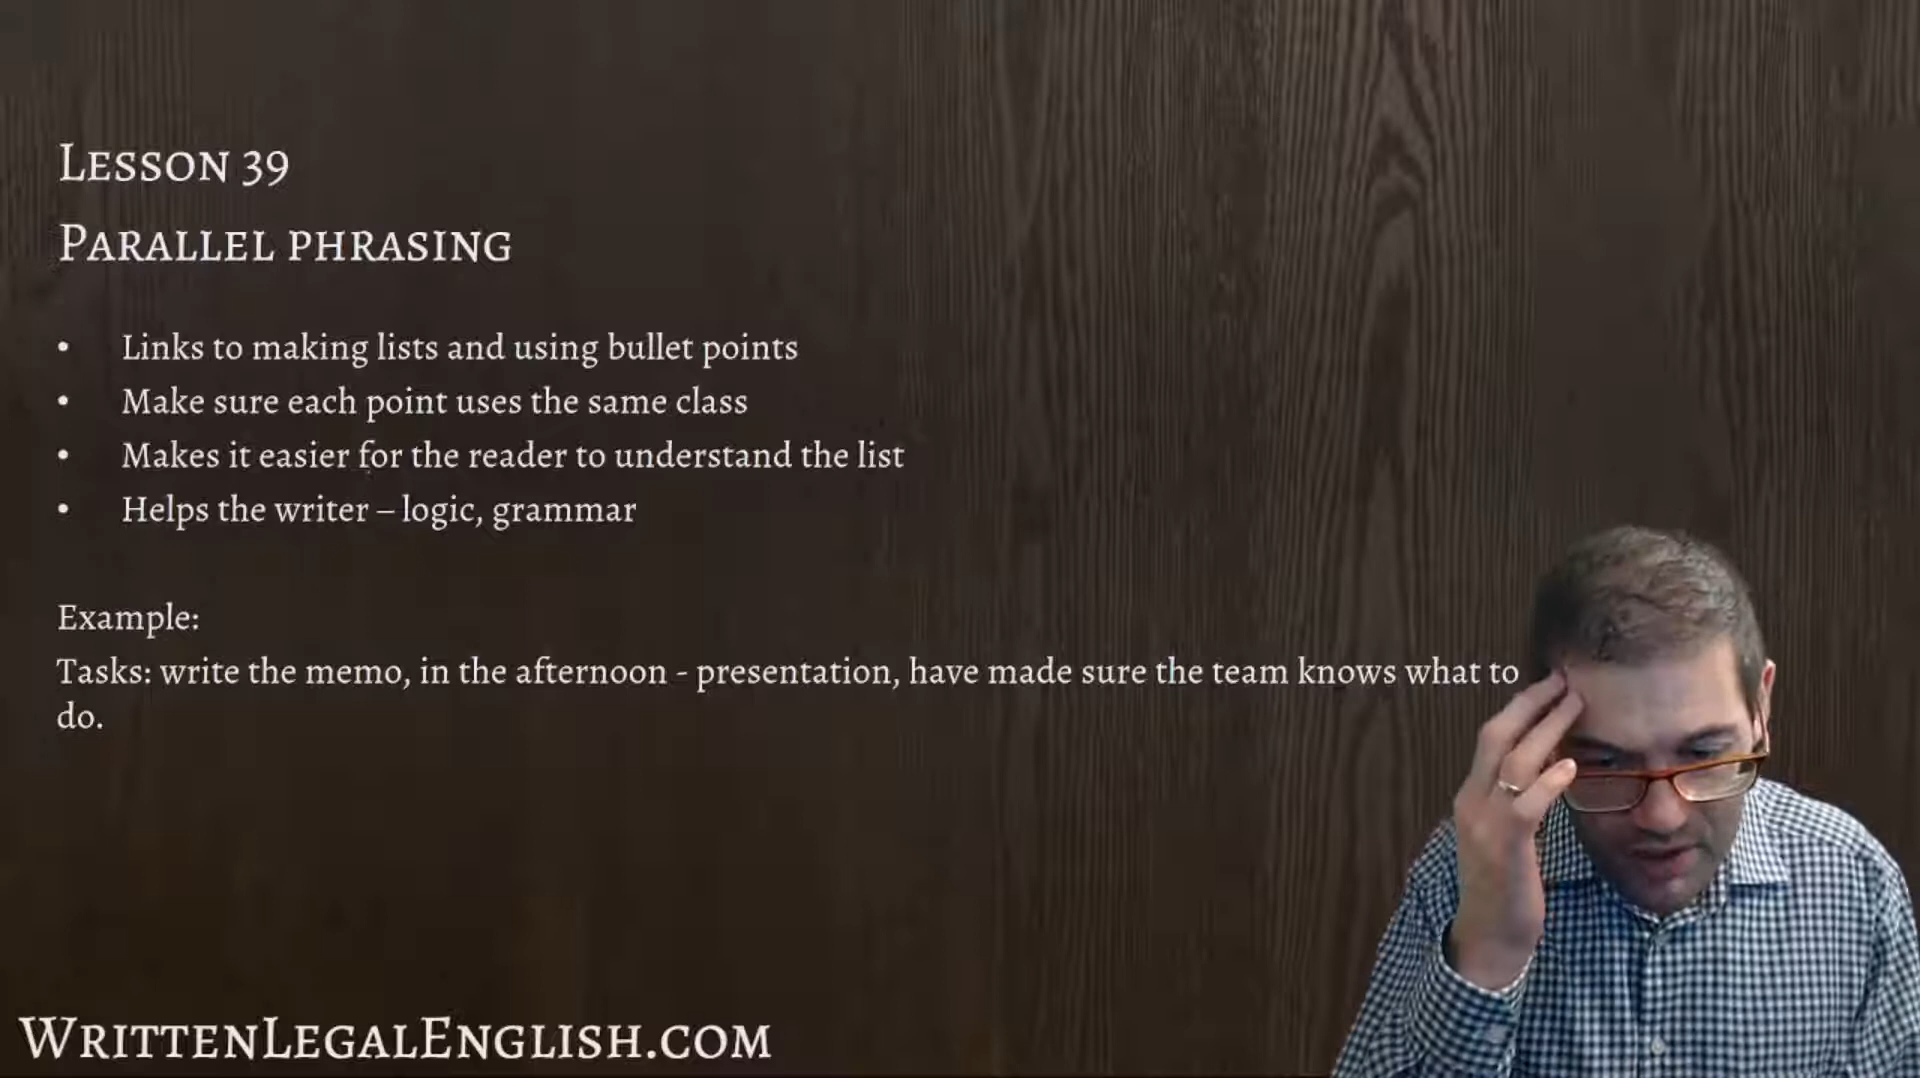 Lesson 39
Parallel phrasing
• Links to making lists and using bullet points
• Make sure each point uses the same class
• Makes it easier for the reader to understand the list
• Helps the writer – logic, grammar
Example:
Tasks: write the memo, in the afternoon - presentation, have made sure the team knows what to
do.
WrittenLegalEnglish.com